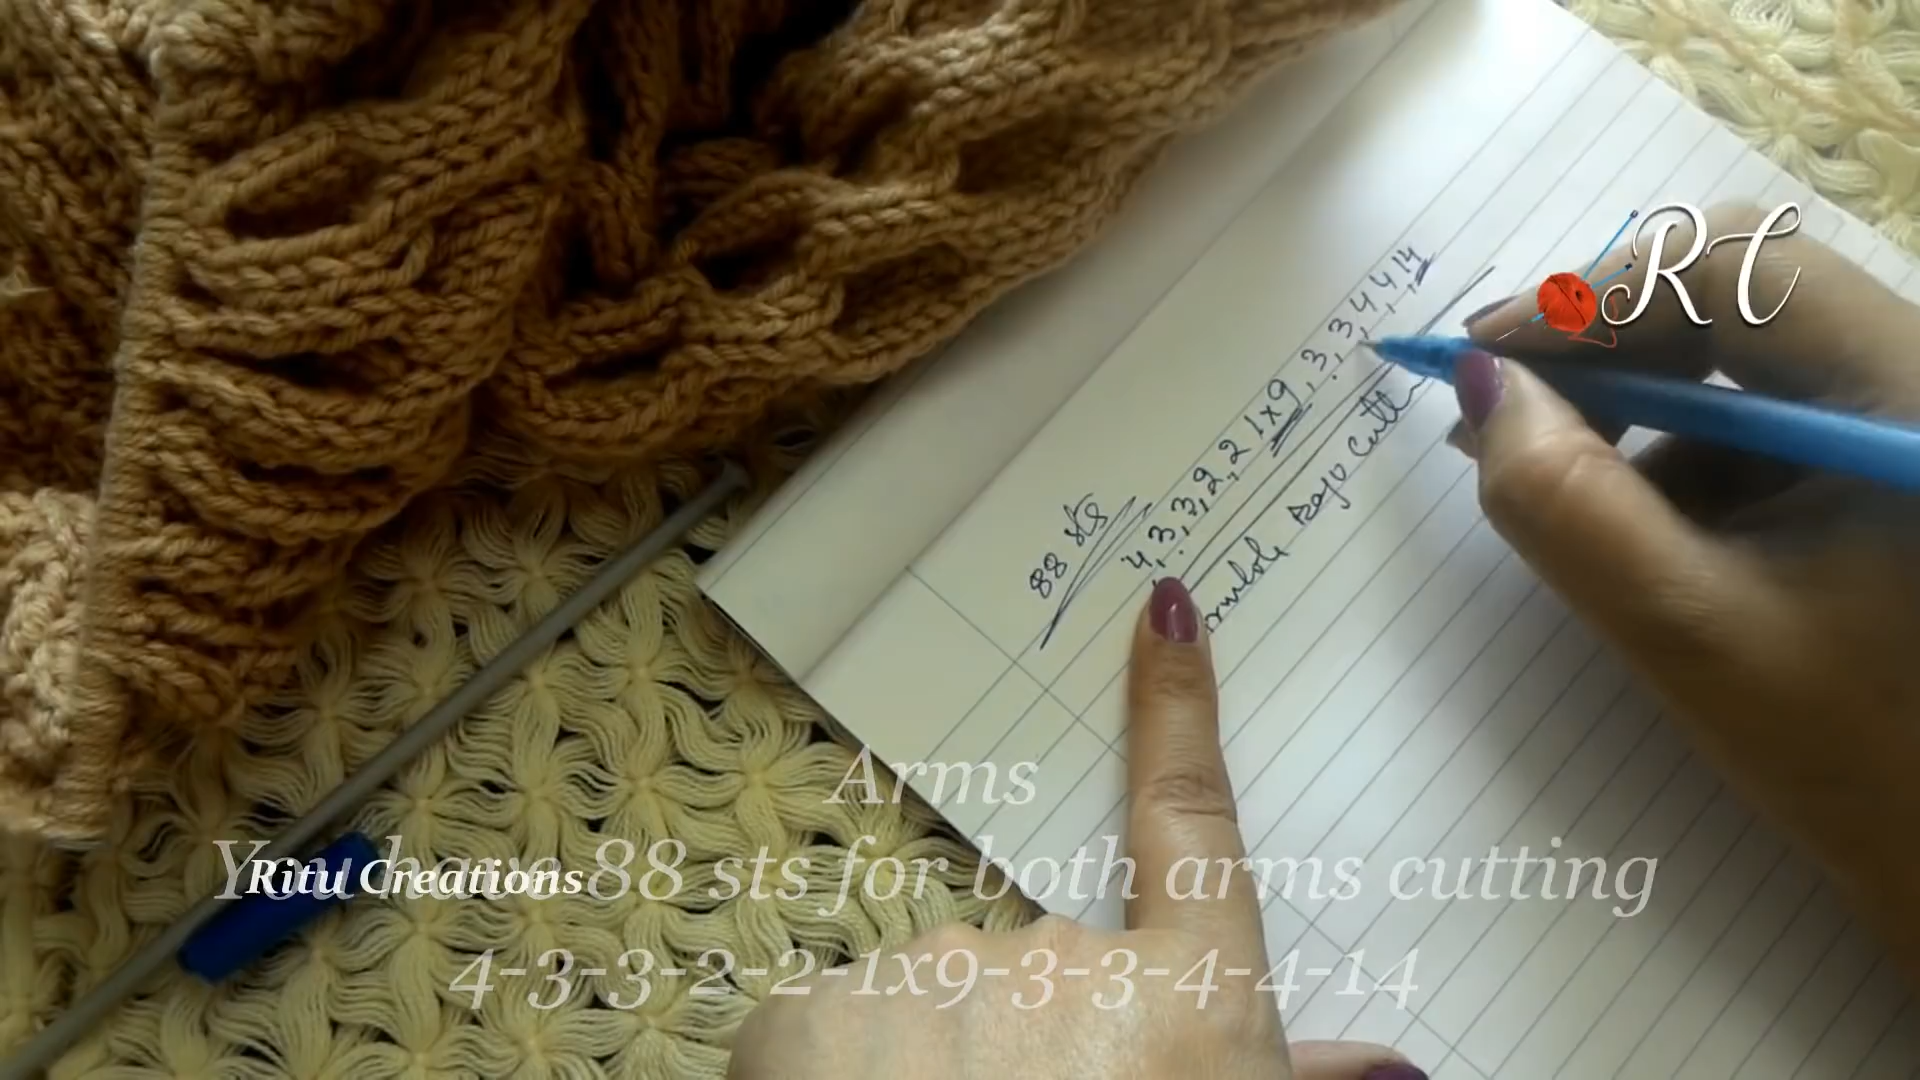 RC
88 sts
4, 3, 3, 2, 2, 1x9, 3, 3, 4, 4, 14
Arms
You have 88 sts for both arms cutting
Ritu Creations
4-3-3-2-2-1x9-3-3-4-4-14